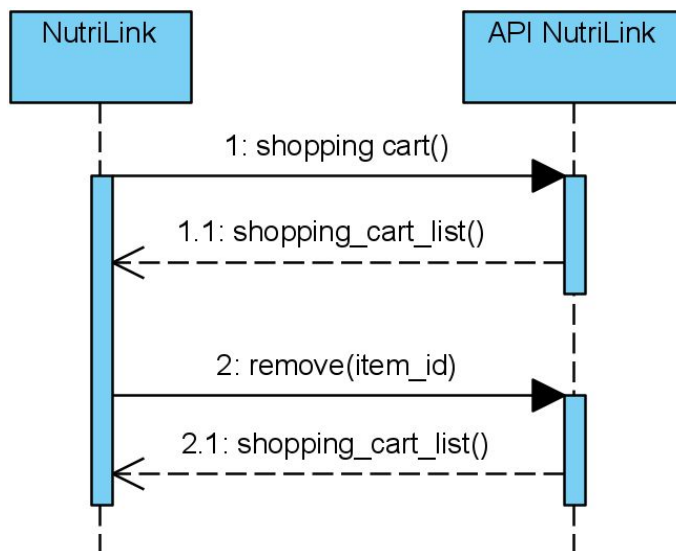 NutriLink
API NutriLink
1: shopping cart()
1.1: shopping_cart_list()
2: remove(item_id)
2.1: shopping_cart_list()